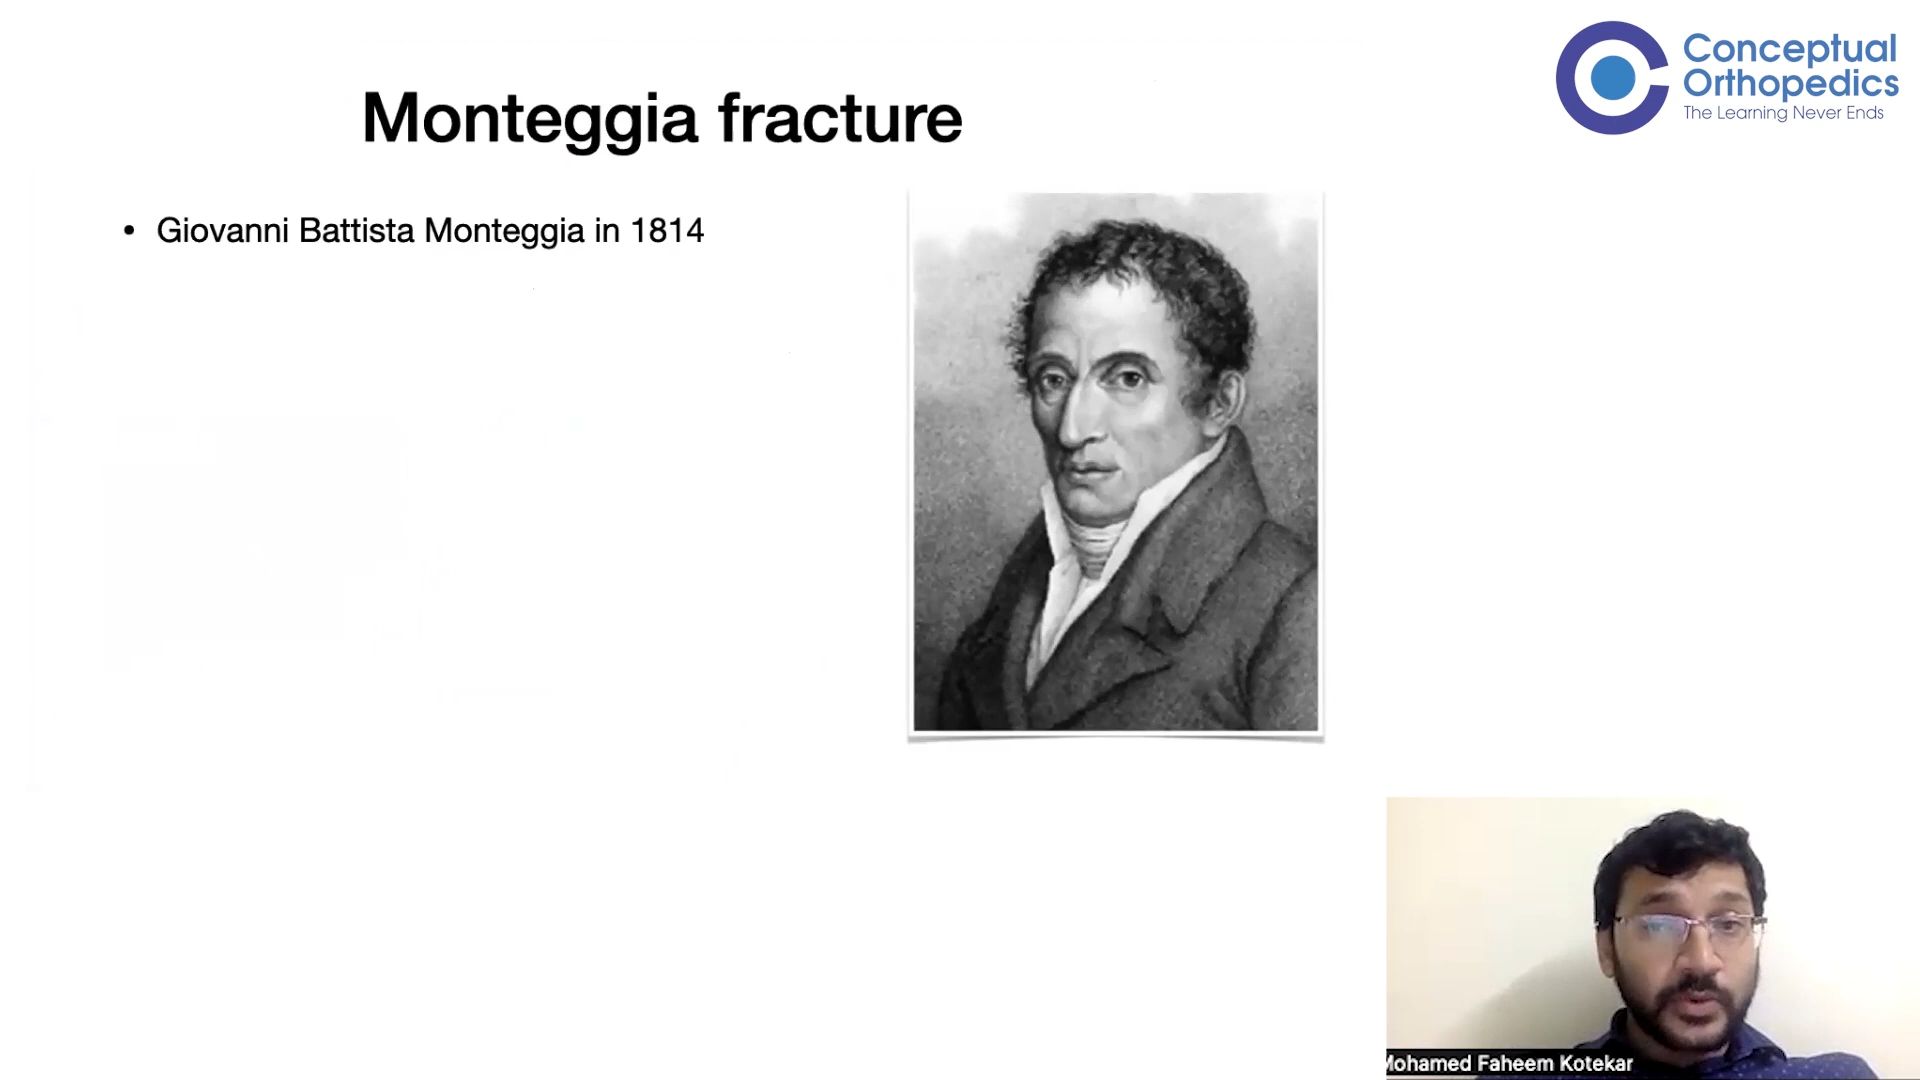 Conceptual
Orthopedics
The Learning Never Ends
Monteggia fracture
• Giovanni Battista Monteggia in 1814
Mohamed Faheem Kotekar